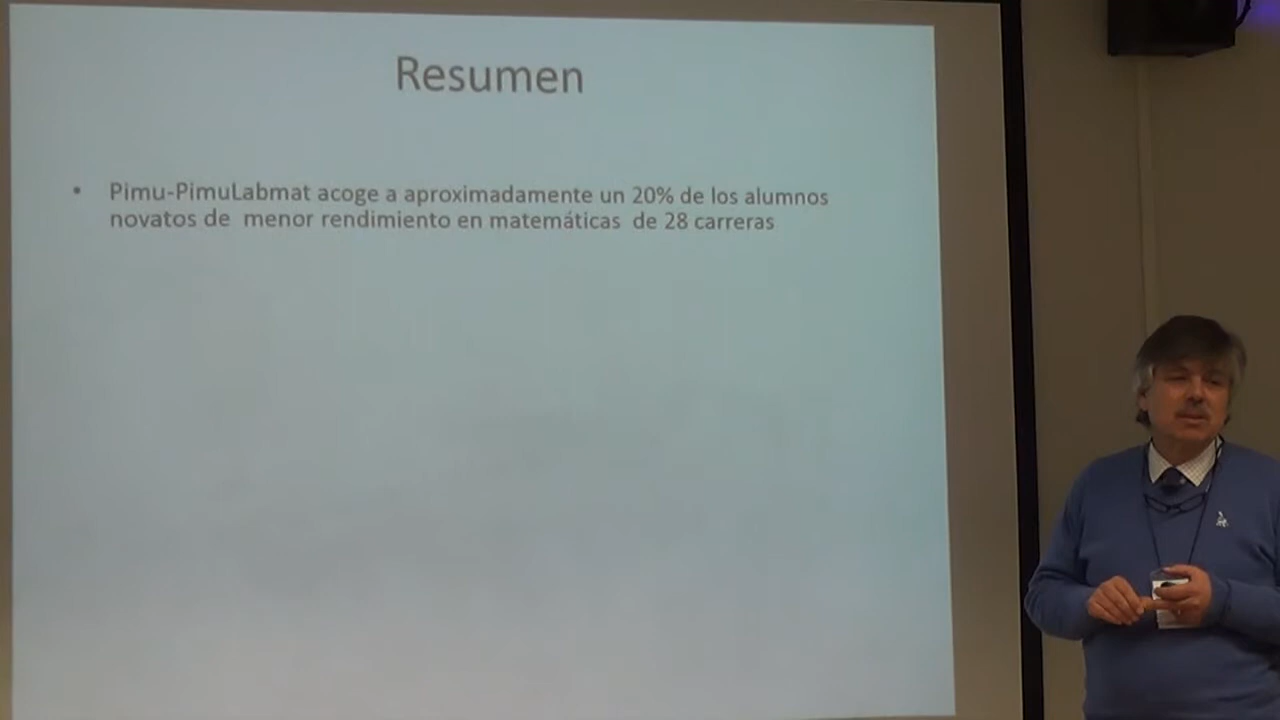 Resumen
• Pimu-PimuLabmat acoge a aproximadamente un 20% de los alumnos
novatos de menor rendimiento en matemáticas de 28 carreras